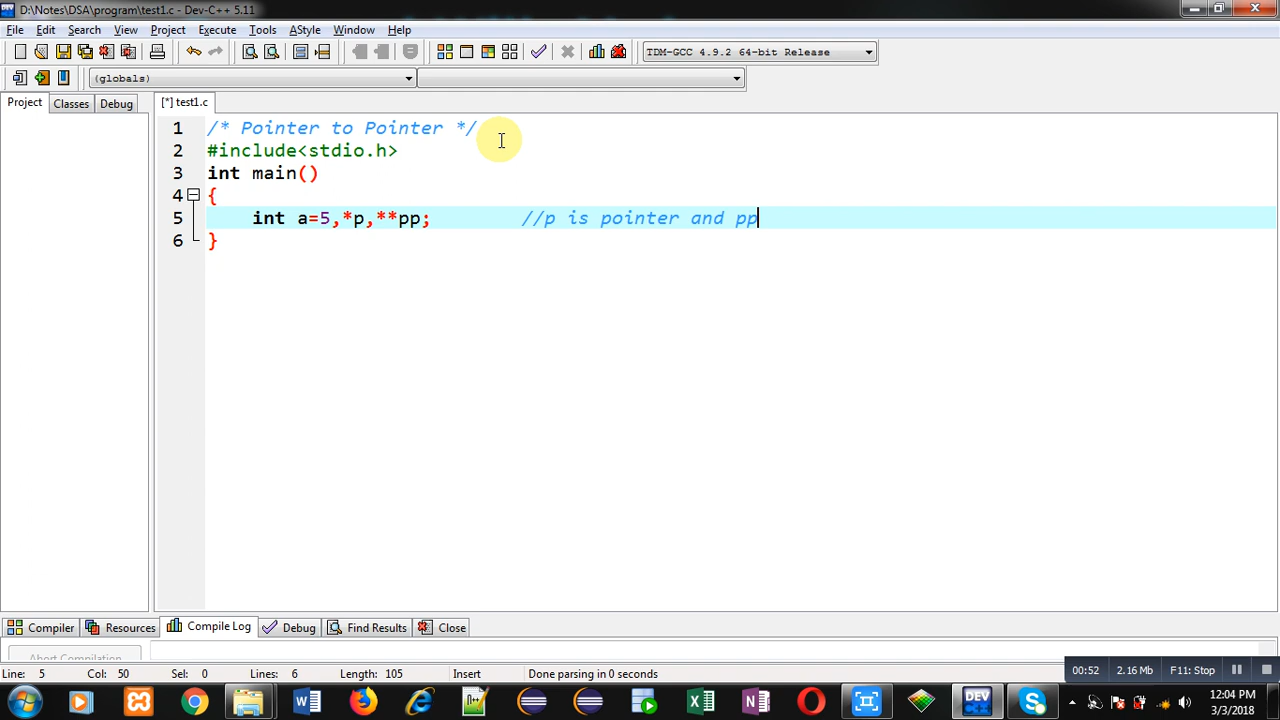 D:\Notes\DSA\program\test1.c - Dev-C++ 5.11
File Edit Search View Project Execute Tools AStyle Window Help
TDM-GCC 4.9.2 64-bit Release
(globals)
Project Classes Debug [*] test1.c
1 /* Pointer to Pointer */
2 #include<stdio.h>
3 int main()
4 {
5 int a=5,*p,**pp; //p is pointer and pp
6 }
Compiler Resources Compile Log Debug Find Results Close
Abort Compilation
Line: 5 Col: 50 Sel: 0 Lines: 6 Length: 105 Insert Done parsing in 0 seconds
00:52 2.16 Mb F11: Stop
DEV
12:04 PM
3/3/2018